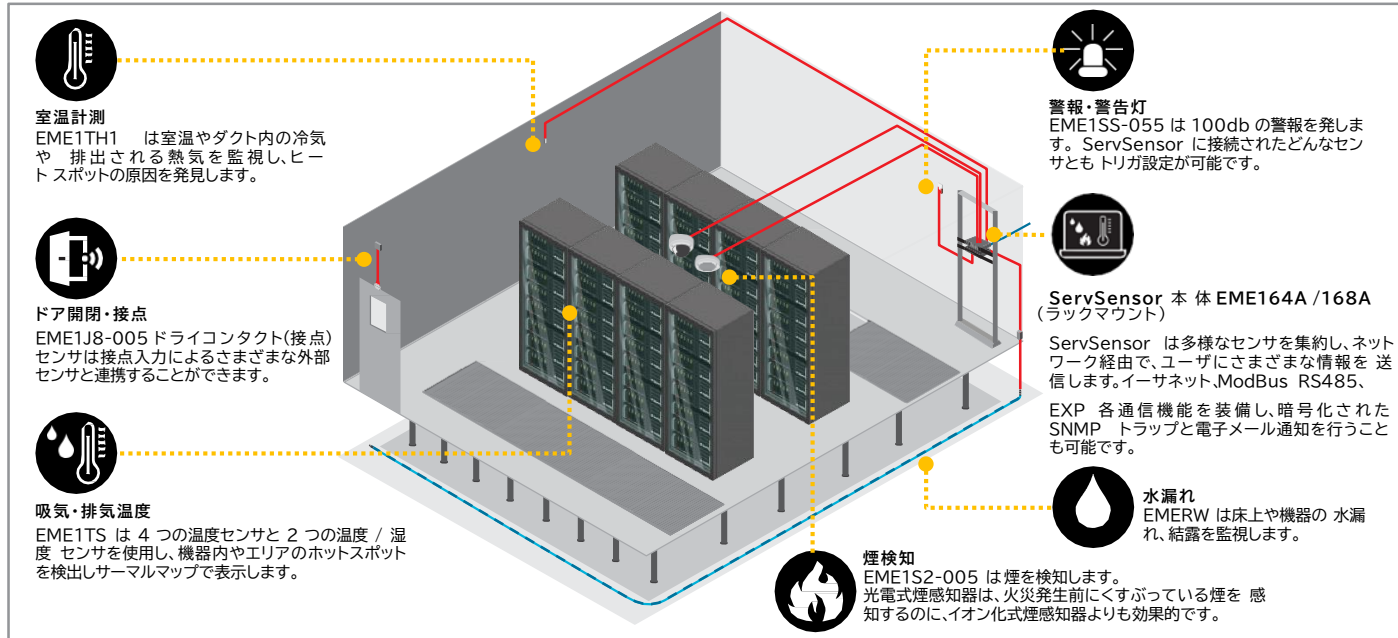 室温計測
EME1TH1 は室温やダクト内の冷気
や 排出される熱気を監視し、ヒー
ト スポットの原因を発見します。
ドア開閉・接点
EME1J8-005 ドライコンタクト(接点)
センサは接点入力によるさまざまな外部
センサと連携することができます。
吸気・排気温度
EME1TS は 4 つの温度センサと 2 つの温度 / 湿
度 センサを使用し、機器内やエリアのホットスポット
を検出しサーマルマップで表示します。
警報・警告灯
EME1SS-055 は 100db の警報を発しま
す。 ServSensor に接続されたどんなセン
サとも トリガ設定が可能です。
ServSensor 本 体 EME164A /168A
(ラックマウント)
ServSensor は多様なセンサを集約し、ネット
ワーク経由で、ユーザにさまざまな情報を 送
信します。イーサネット、ModBus RS485、
EXP 各通信機能を装備し、暗号化された
SNMP トラップと電子メール通知を行うこと
も可能です。
水漏れ
EMERW は床上や機器の 水漏
れ、結露を監視します。
煙検知
EME1S2-005 は煙を検知します。
光電式煙感知器は、火災発生前にくすぶっている煙を 感
知するのに、イオン化式煙感知器よりも効果的です。